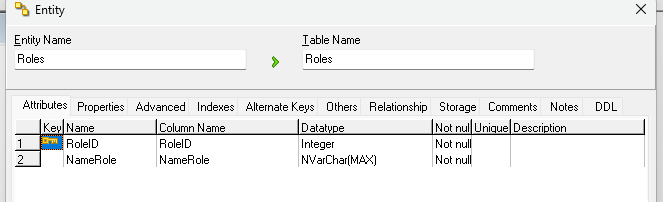 Entity
Entity Name Table Name
Roles Roles
Attributes Properties Advanced Indexes Alternate Keys Others Relationship Storage Comments Notes DDL
Key Name Column Name Datatype Not nul Unique Description
1 RoleID RoleID Integer Not null
2 NameRole NameRole NVarChar(MAX) Not null